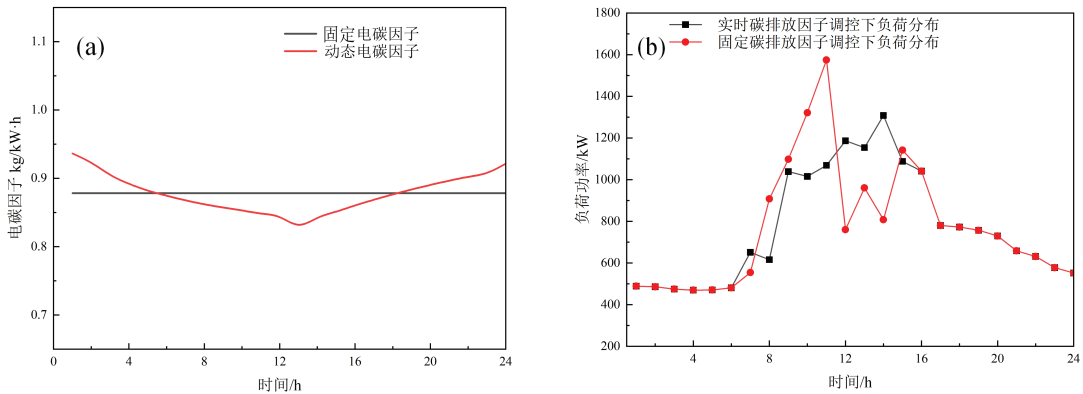 (a)
固定电碳因子
动态电碳因子
电碳因子 kg/kW·h
1.1
1.0
0.9
0.8
0.7
0
4
8
12
16
20
24
时间/h
(b)
实时碳排放因子调控下负荷分布
固定碳排放因子调控下负荷分布
负荷功率/kW
1800
1600
1400
1200
1000
800
600
400
200
4
8
12
16
20
24
时间/h